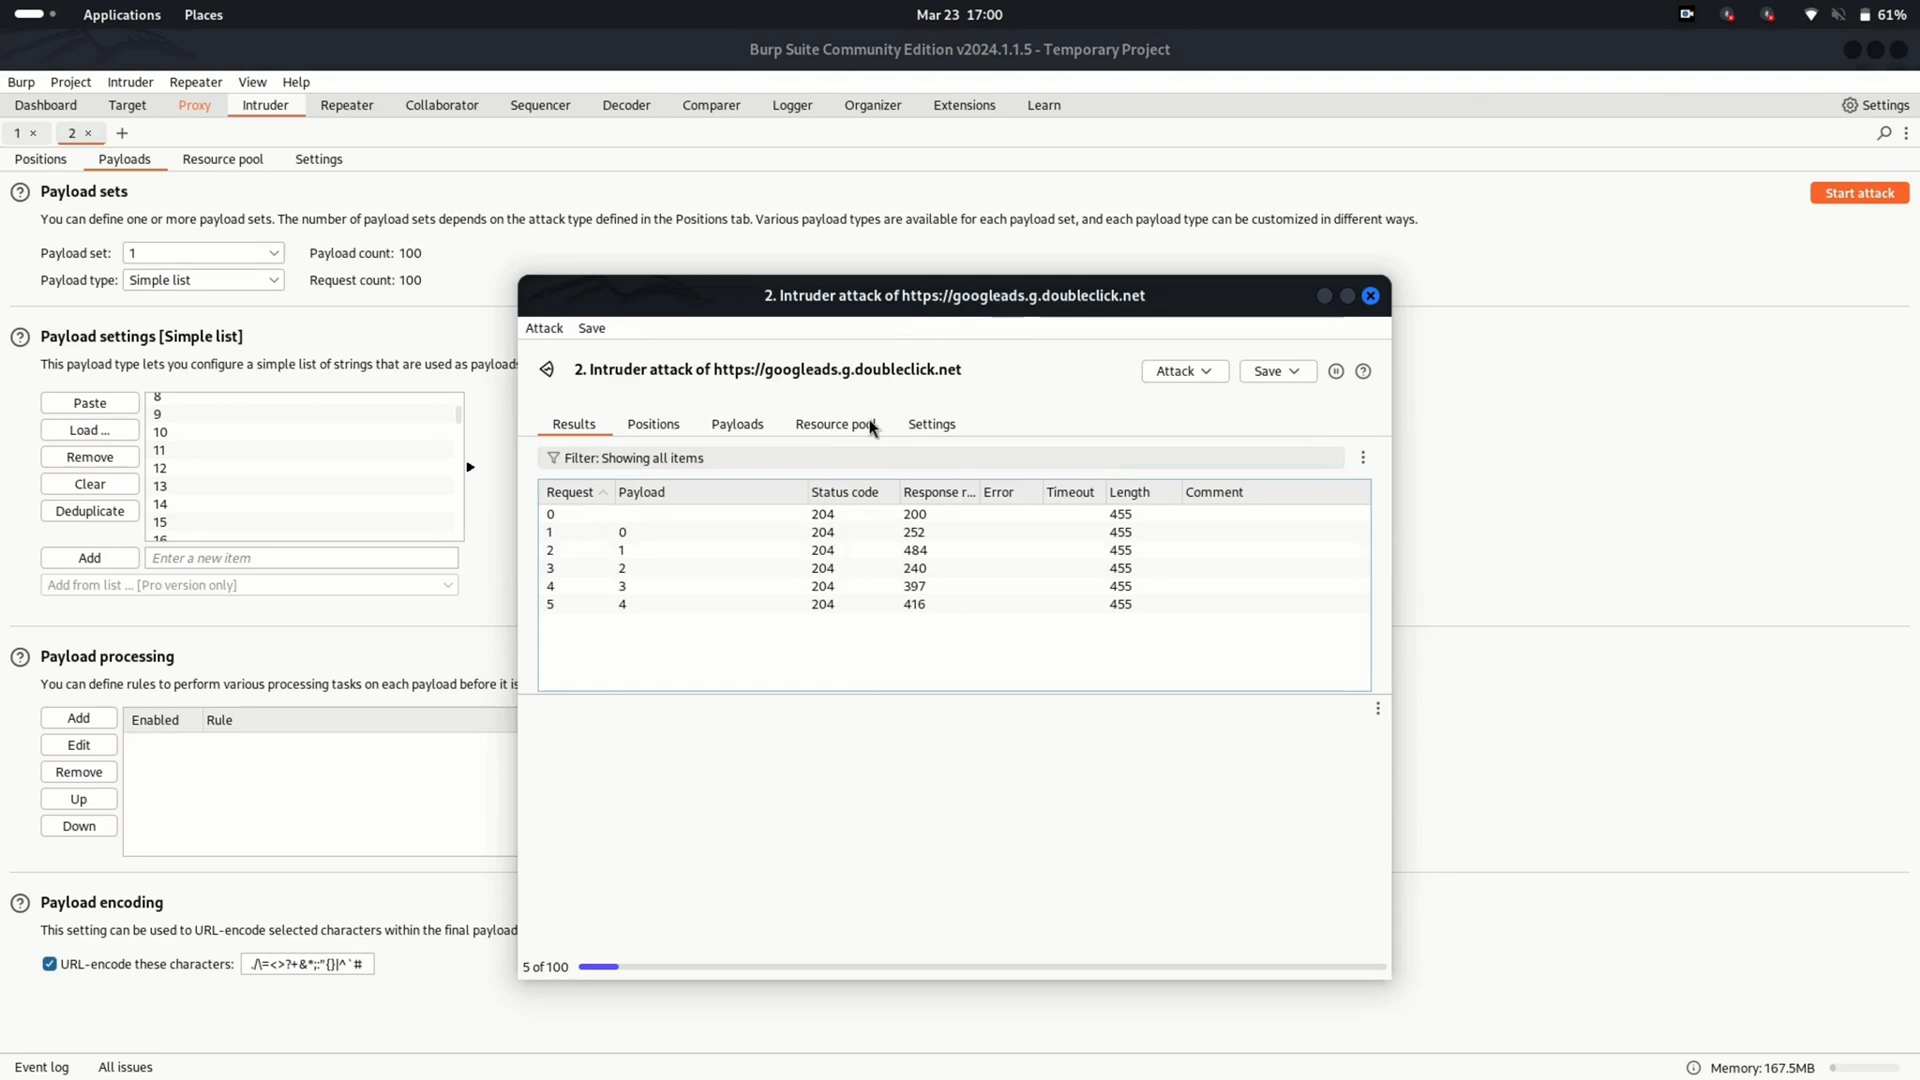 Applications Places Mar 23 17:00 61%
Burp Suite Community Edition v2024.1.1.5 - Temporary Project
Burp Project Intruder Repeater View Help
Dashboard Target Proxy Intruder Repeater Collaborator Sequencer Decoder Comparer Logger Organizer Extensions Learn Settings
1 × 2 × +
Positions Payloads Resource pool Settings
Payload sets Start attack
You can define one or more payload sets. The number of payload sets depends on the attack type defined in the Positions tab. Various payload types are available for each payload set, and each payload type can be customized in different ways.
Payload set: 1 Payload count: 100
Payload type: Simple list Request count: 100
Payload settings [Simple list]
This payload type lets you configure a simple list of strings that are used as payloads
Paste
Load ...
Remove
Clear
Deduplicate
8
9
10
11
12
13
14
15
16
Add Enter a new item
Add from list ... [Pro version only]
Payload processing
You can define rules to perform various processing tasks on each payload before it is
Add
Edit
Remove
Up
Down
Enabled Rule
Payload encoding
This setting can be used to URL-encode selected characters within the final payload
URL-encode these characters: ./\=<>?+&*;:"{}|^`#
2. Intruder attack of https://googleads.g.doubleclick.net
Attack Save
2. Intruder attack of https://googleads.g.doubleclick.net Attack Save
Results Positions Payloads Resource pool Settings
Filter: Showing all items
Request Payload Status code Response r... Error Timeout Length Comment
0 204 200 455
1 0 204 252 455
2 1 204 484 455
3 2 204 240 455
4 3 204 397 455
5 4 204 416 455
5 of 100
Event log All issues Memory: 167.5MB